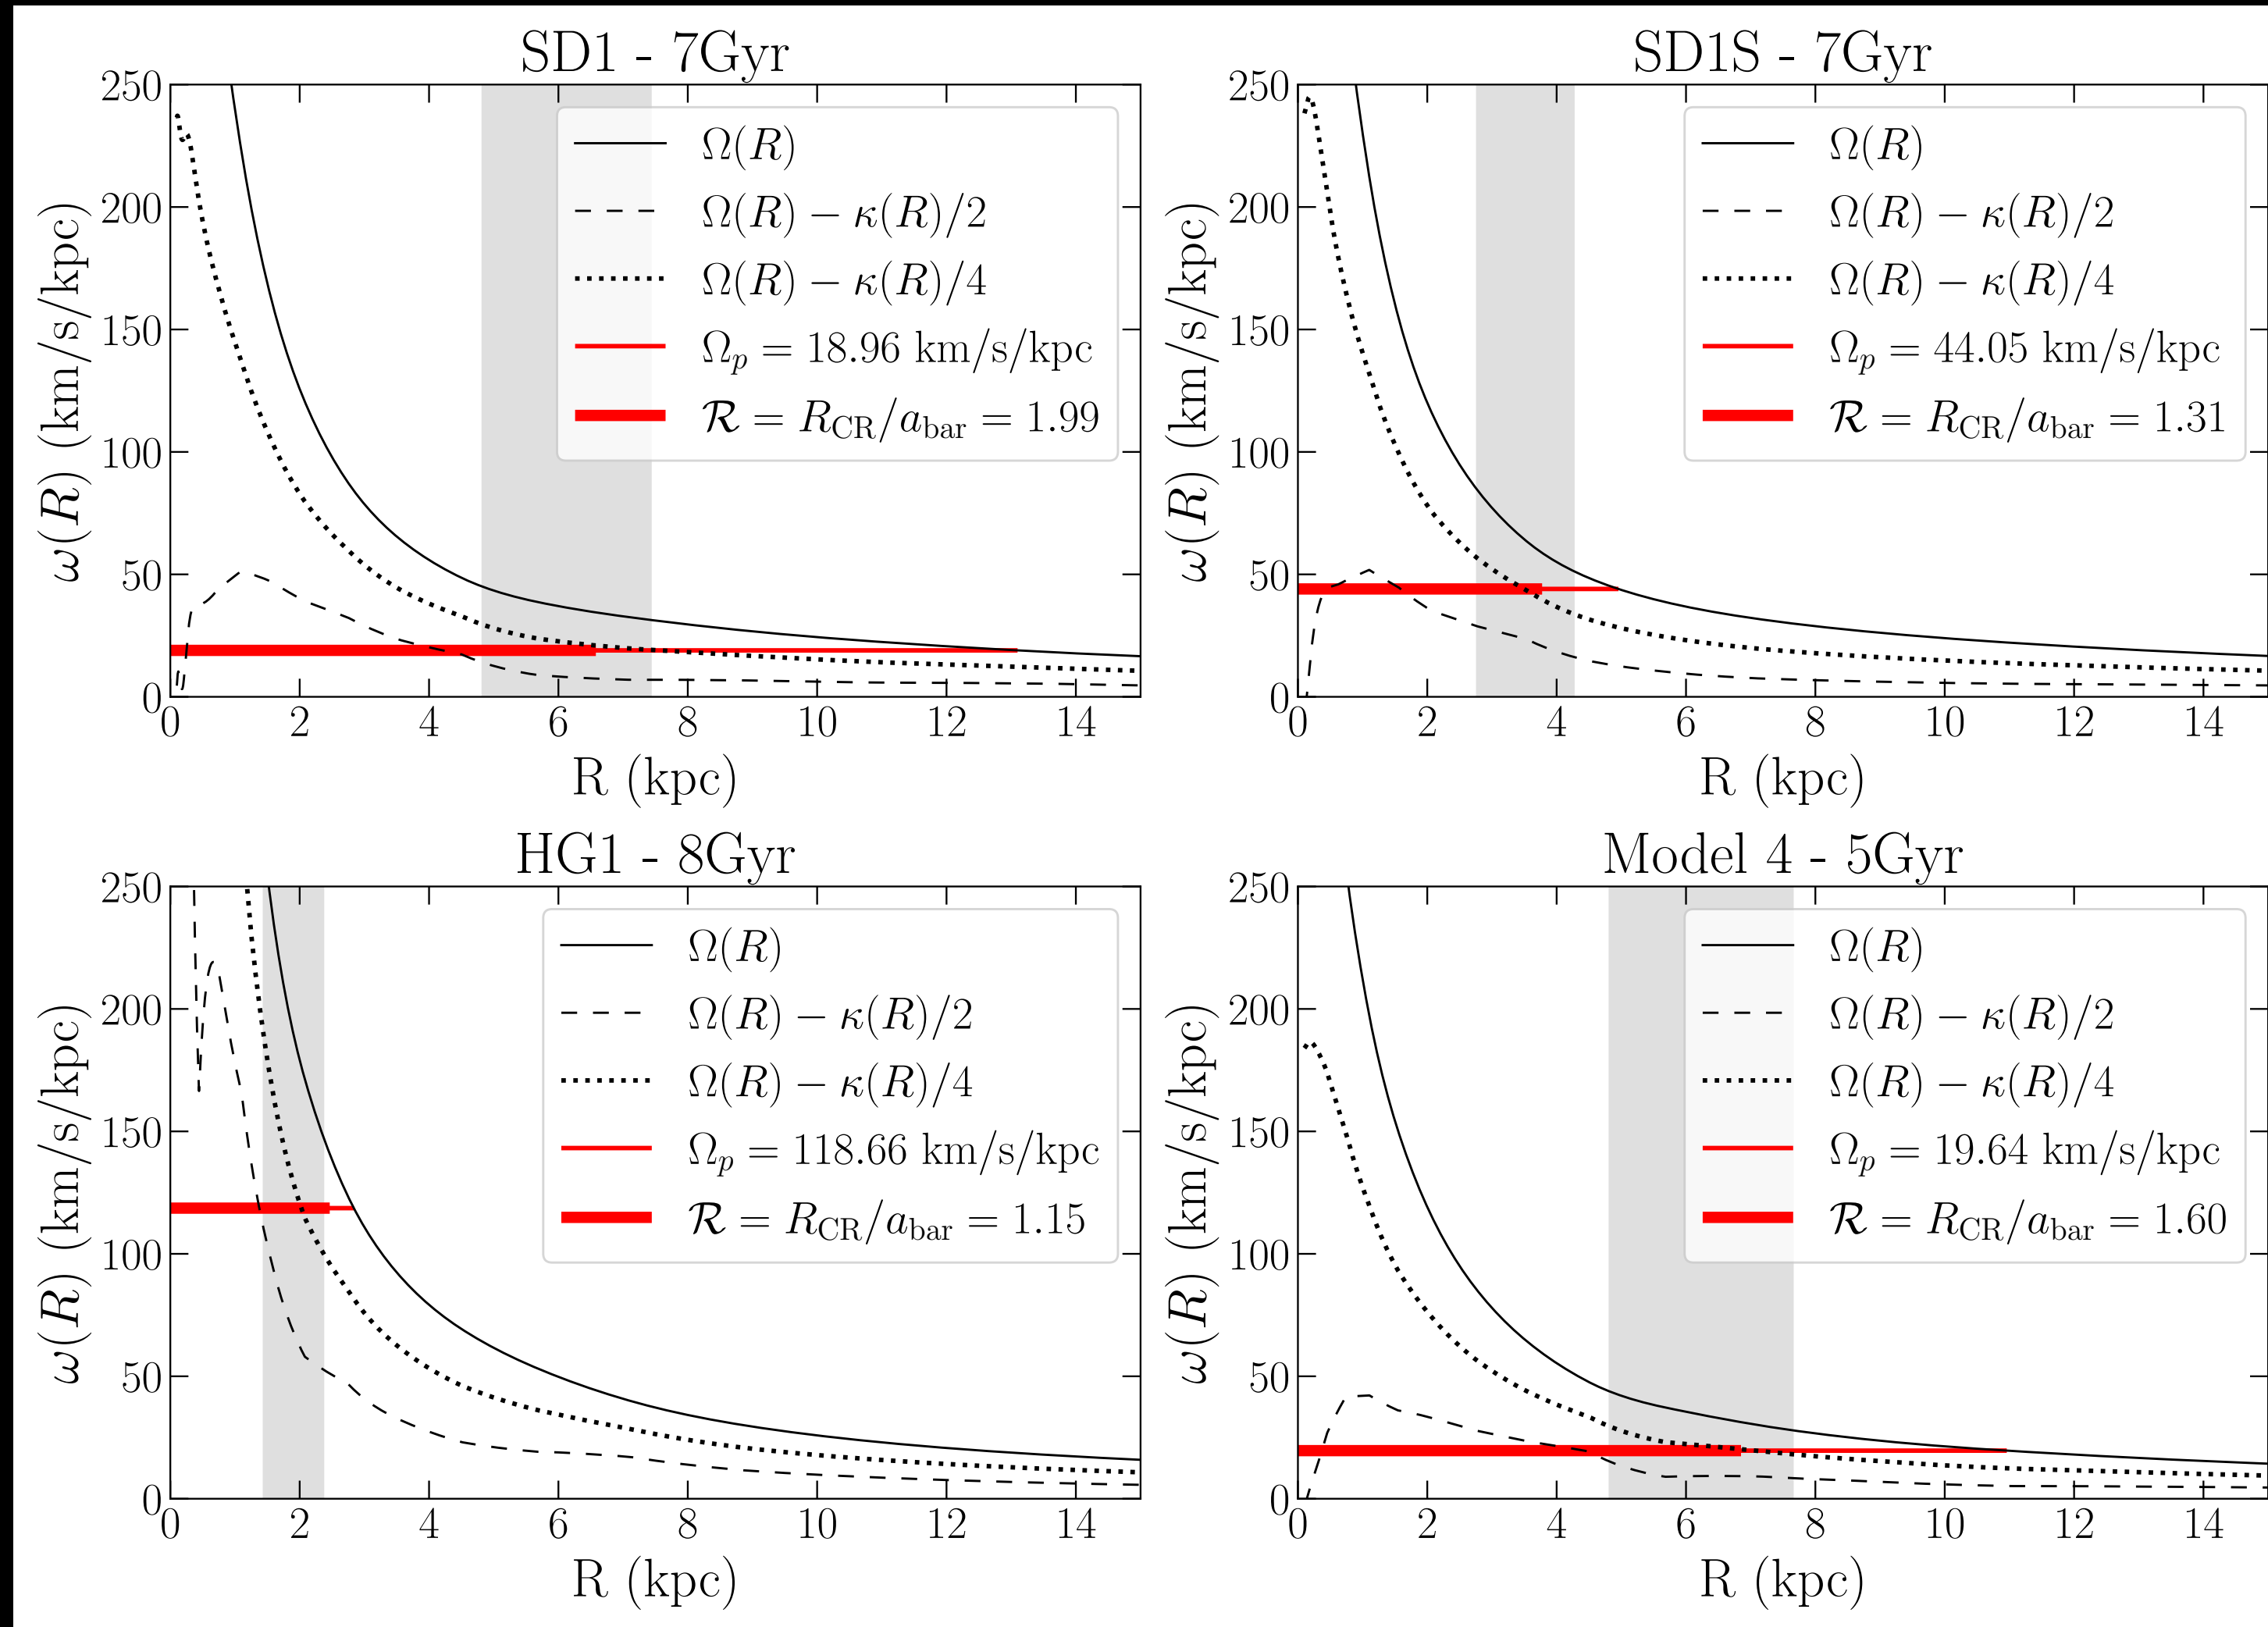 SD1 - 7Gyr
ω(R) (km/s/kpc)
250
200
150
100
50
0
0 2 4 6 8 10 12 14
R (kpc)
Ω(R)
Ω(R) − κ(R)/2
Ω(R) − κ(R)/4
Ωₚ = 18.96 km/s/kpc
𝓡 = R_CR/a_bar = 1.99
SD1S - 7Gyr
ω(R) (km/s/kpc)
250
200
150
100
50
0
0 2 4 6 8 10 12 14
R (kpc)
Ω(R)
Ω(R) − κ(R)/2
Ω(R) − κ(R)/4
Ωₚ = 44.05 km/s/kpc
𝓡 = R_CR/a_bar = 1.31
HG1 - 8Gyr
ω(R) (km/s/kpc)
250
200
150
100
50
0
0 2 4 6 8 10 12 14
R (kpc)
Ω(R)
Ω(R) − κ(R)/2
Ω(R) − κ(R)/4
Ωₚ = 118.66 km/s/kpc
𝓡 = R_CR/a_bar = 1.15
Model 4 - 5Gyr
ω(R) (km/s/kpc)
250
200
150
100
50
0
0 2 4 6 8 10 12 14
R (kpc)
Ω(R)
Ω(R) − κ(R)/2
Ω(R) − κ(R)/4
Ωₚ = 19.64 km/s/kpc
𝓡 = R_CR/a_bar = 1.60